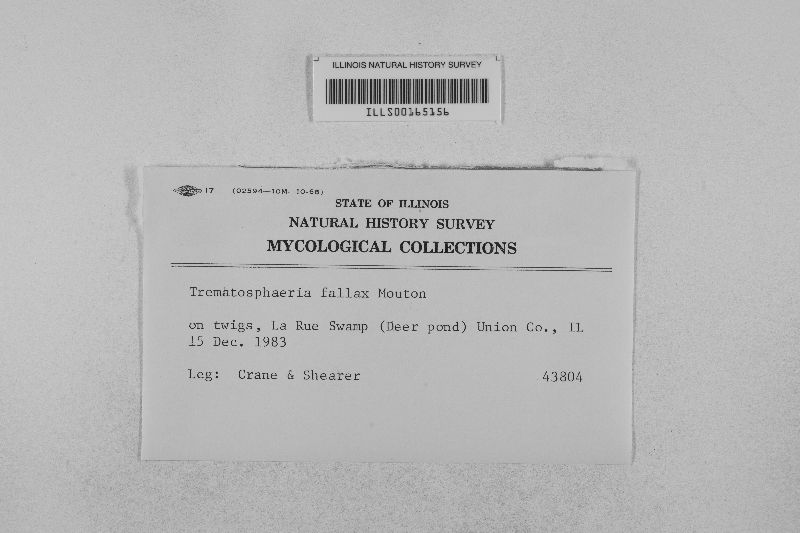 ILLINOIS NATURAL HISTORY SURVEY
ILLS00165156
17 (02594—10M- 10-68)
STATE OF ILLINOIS
NATURAL HISTORY SURVEY
MYCOLOGICAL COLLECTIONS
Trematosphaeria fallax Mouton
on twigs, La Rue Swamp (Deer pond) Union Co., IL
15 Dec. 1983
Leg: Crane & Shearer 43804